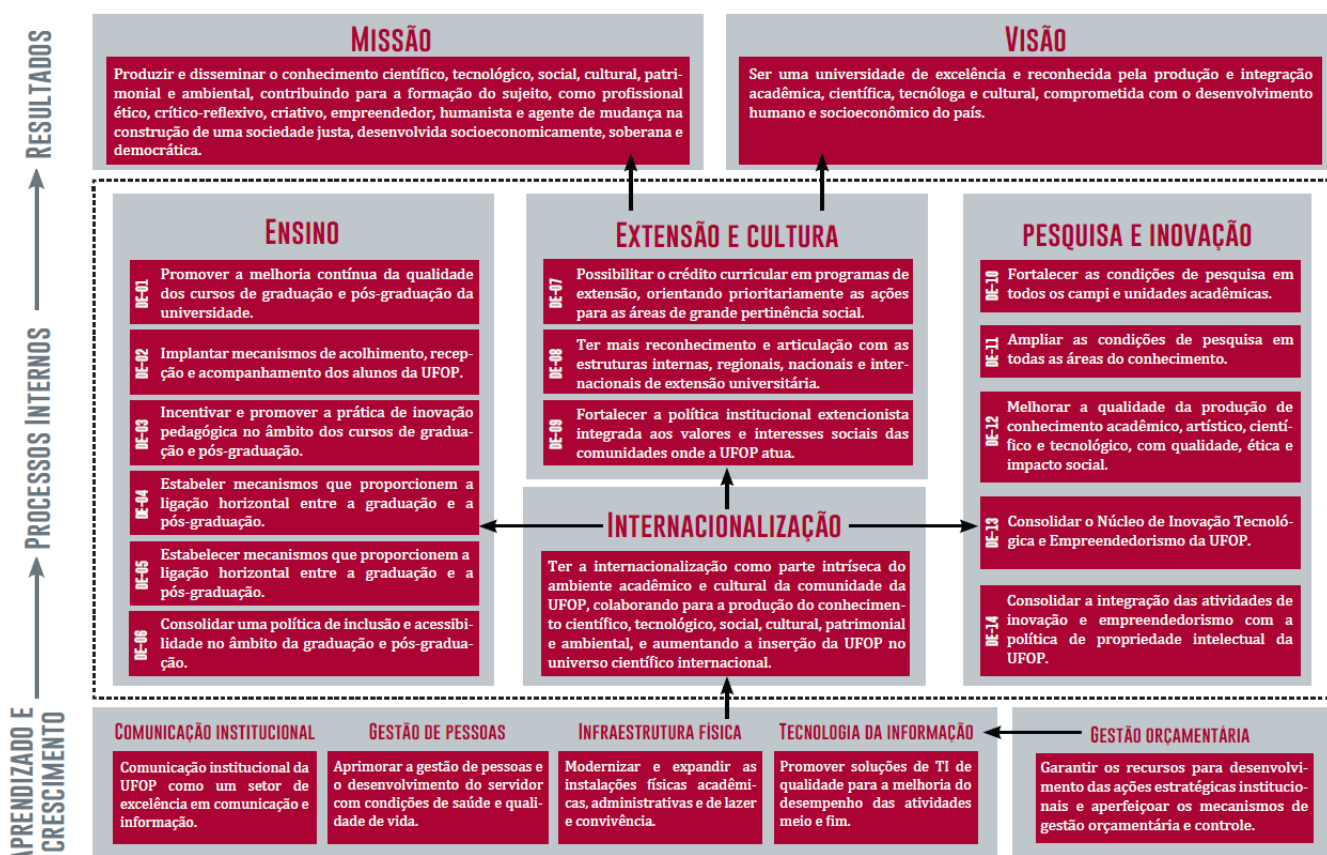 RESULTADOS
PROCESSOS INTERNOS
APRENDIZADO E
CRESCIMENTO
MISSÃO
Produzir e disseminar o conhecimento científico, tecnológico, social, cultural, patri-
monial e ambiental, contribuindo para a formação do sujeito, como profissional
ético, crítico-reflexivo, criativo, empreendedor, humanista e agente de mudança na
construção de uma sociedade justa, desenvolvida socioeconomicamente, soberana e
democrática.
VISÃO
Ser uma universidade de excelência e reconhecida pela produção e integração
acadêmica, científica, tecnóloga e cultural, comprometida com o desenvolvimento
humano e socioeconômico do país.
ENSINO
DE-01
Promover a melhoria contínua da qualidade
dos cursos de graduação e pós-graduação da
universidade.
DE-02
Implantar mecanismos de acolhimento, recep-
ção e acompanhamento dos alunos da UFOP.
DE-03
Incentivar e promover a prática de inovação
pedagógica no âmbito dos cursos de gradua-
ção e pós-graduação.
DE-04
Estabeler mecanismos que proporcionem a
ligação horizontal entre a graduação e a
pós-graduação.
DE-05
Estabelecer mecanismos que proporcionem a
ligação horizontal entre a graduação e a
pós-graduação.
DE-06
Consolidar uma política de inclusão e acessibi-
lidade no âmbito da graduação e pós-gradua-
ção.
EXTENSÃO E CULTURA
DE-07
Possibilitar o crédito curricular em programas de
extensão, orientando prioritariamente as ações
para as áreas de grande pertinência social.
DE-08
Ter mais reconhecimento e articulação com as
estruturas internas, regionais, nacionais e inter-
nacionais de extensão universitária.
DE-09
Fortalecer a política institucional extencionista
integrada aos valores e interesses sociais das
comunidades onde a UFOP atua.
INTERNACIONALIZAÇÃO
Ter a internacionalização como parte intríseca do
ambiente acadêmico e cultural da comunidade da
UFOP, colaborando para a produção do conhecimen-
to científico, tecnológico, social, cultural, patrimonial
e ambiental, e aumentando a inserção da UFOP no
universo científico internacional.
PESQUISA E INOVAÇÃO
DE-10
Fortalecer as condições de pesquisa em
todos os campi e unidades acadêmicas.
DE-11
Ampliar as condições de pesquisa em
todas as áreas do conhecimento.
DE-12
Melhorar a qualidade da produção de
conhecimento acadêmico, artístico, cientí-
fico e tecnológico, com qualidade, ética e
impacto social.
DE-13
Consolidar o Núcleo de Inovação Tecnoló-
gica e Empreendedorismo da UFOP.
DE-14
Consolidar a integração das atividades de
inovação e empreendedorismo com a
política de propriedade intelectual da
UFOP.
COMUNICAÇÃO INSTITUCIONAL
Comunicação institucional da
UFOP como um setor de
excelência em comunicação e
informação.
GESTÃO DE PESSOAS
Aprimorar a gestão de pessoas e
o desenvolvimento do servidor
com condições de saúde e quali-
dade de vida.
INFRAESTRUTURA FÍSICA
Modernizar e expandir as
instalações físicas acadêmi-
cas, administrativas e de lazer
e convivência.
TECNOLOGIA DA INFORMAÇÃO
Promover soluções de TI de
qualidade para a melhoria do
desempenho das atividades
meio e fim.
GESTÃO ORÇAMENTÁRIA
Garantir os recursos para desenvolvi-
mento das ações estratégicas institucio-
nais e aperfeiçoar os mecanismos de
gestão orçamentária e controle.